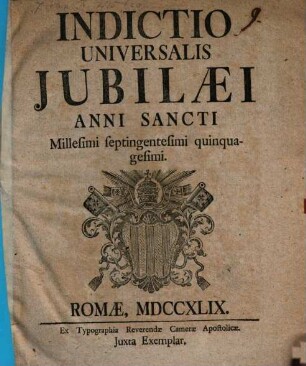 INDICTIO
UNIVERSALIS
JUBILÆI
ANNI SANCTI
Millesimi septingentesimi quinqua-
gesimi.
ROMÆ, MDCCXLIX.
Ex Typographia Reverendæ Cameræ Apostolicæ.
Juxta Exemplar.